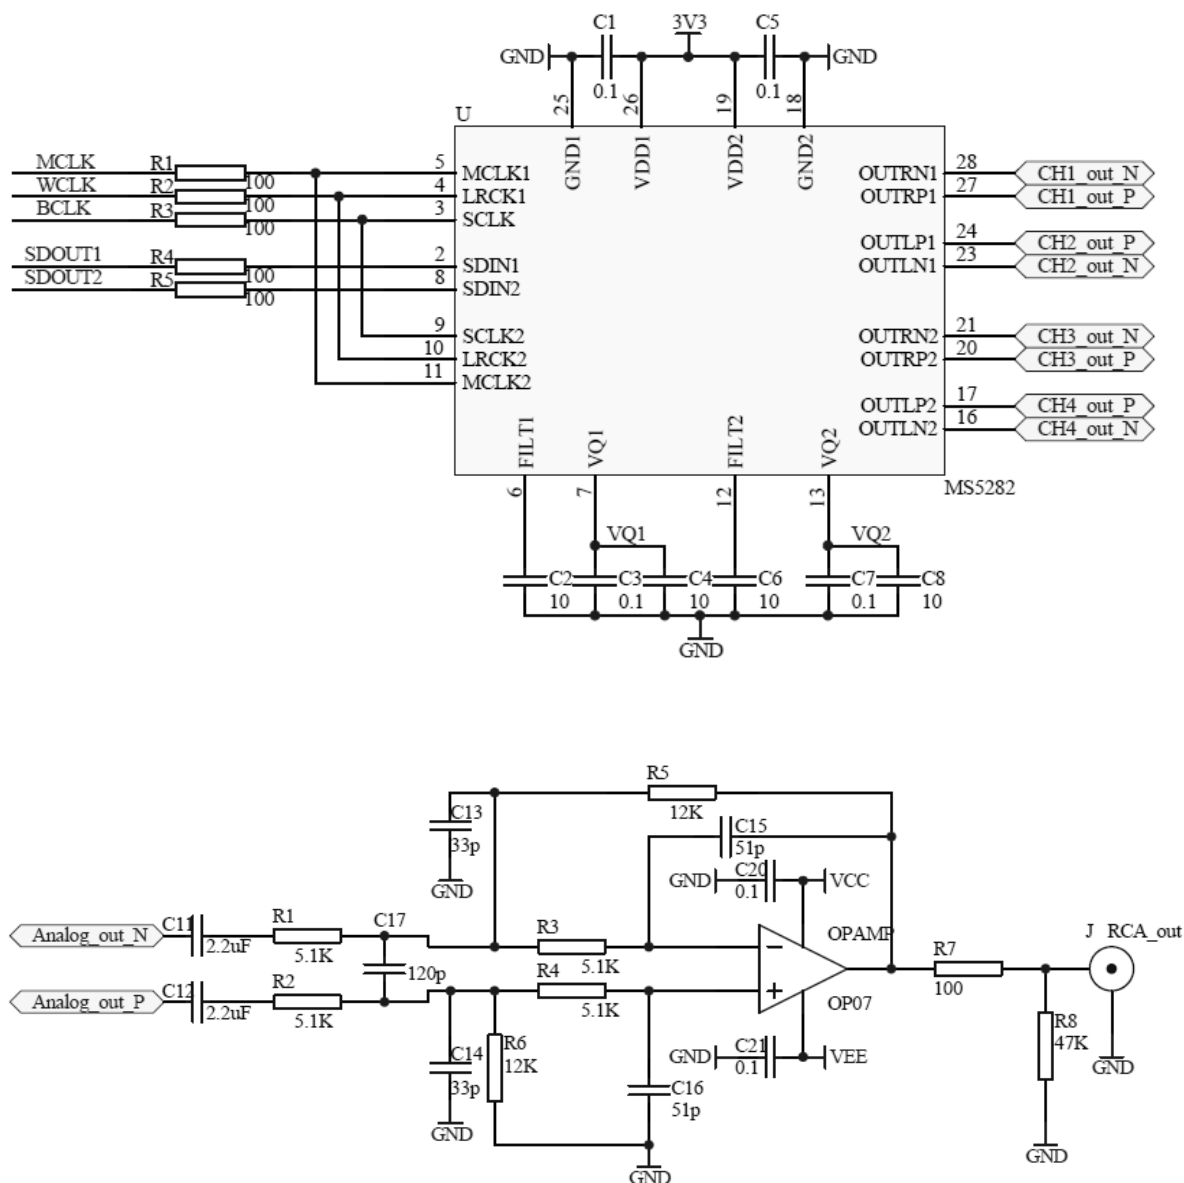 C1 3V3 C5
GND GND
0.1 0.1
25 26 19 18
U
GND1 VDD1 VDD2 GND2
MCLK R1 100 5 MCLK1
WCLK R2 100 4 LRCK1
BCLK R3 100 3 SCLK
SDOUT1 R4 100 2 SDIN1
SDOUT2 R5 100 8 SDIN2
9 SCLK2
10 LRCK2
11 MCLK2
OUTRN1 28 CH1_out_N
OUTRP1 27 CH1_out_P
OUTLP1 24 CH2_out_P
OUTLN1 23 CH2_out_N
OUTRN2 21 CH3_out_N
OUTRP2 20 CH3_out_P
OUTLP2 17 CH4_out_P
OUTLN2 16 CH4_out_N
FILT1 VQ1 FILT2 VQ2
6 7 12 13
MS5282
VQ1 VQ2
C2 C3 C4 C6 C7 C8
10 0.1 10 10 0.1 10
GND
R5
12K
C13
33p
GND
C15
51p
GND C20 VCC
0.1
Analog_out_N C11 R1 C17
2.2uF 5.1K
R3
5.1K
OPAMP
R7
100
J RCA_out
120p
Analog_out_P C12 R2
2.2uF 5.1K
R4
5.1K
OP07
R6
12K
C14
33p
GND
GND C21 VEE
0.1
C16
51p
GND
R8
47K
GND
GND